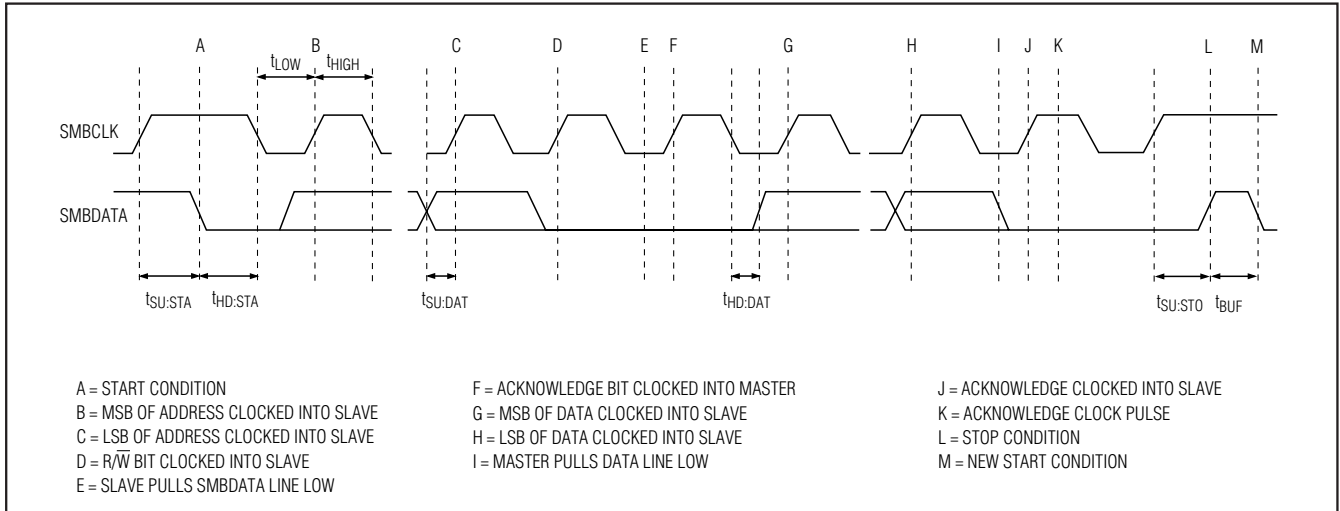 A B C D E F G H I J K L M
tLOW tHIGH
SMBCLK
SMBDATA
tSU:STA tHD:STA tSU:DAT tHD:DAT tSU:STO tBUF
A = START CONDITION
B = MSB OF ADDRESS CLOCKED INTO SLAVE
C = LSB OF ADDRESS CLOCKED INTO SLAVE
D = R/W̅ BIT CLOCKED INTO SLAVE
E = SLAVE PULLS SMBDATA LINE LOW
F = ACKNOWLEDGE BIT CLOCKED INTO MASTER
G = MSB OF DATA CLOCKED INTO SLAVE
H = LSB OF DATA CLOCKED INTO SLAVE
I = MASTER PULLS DATA LINE LOW
J = ACKNOWLEDGE CLOCKED INTO SLAVE
K = ACKNOWLEDGE CLOCK PULSE
L = STOP CONDITION
M = NEW START CONDITION